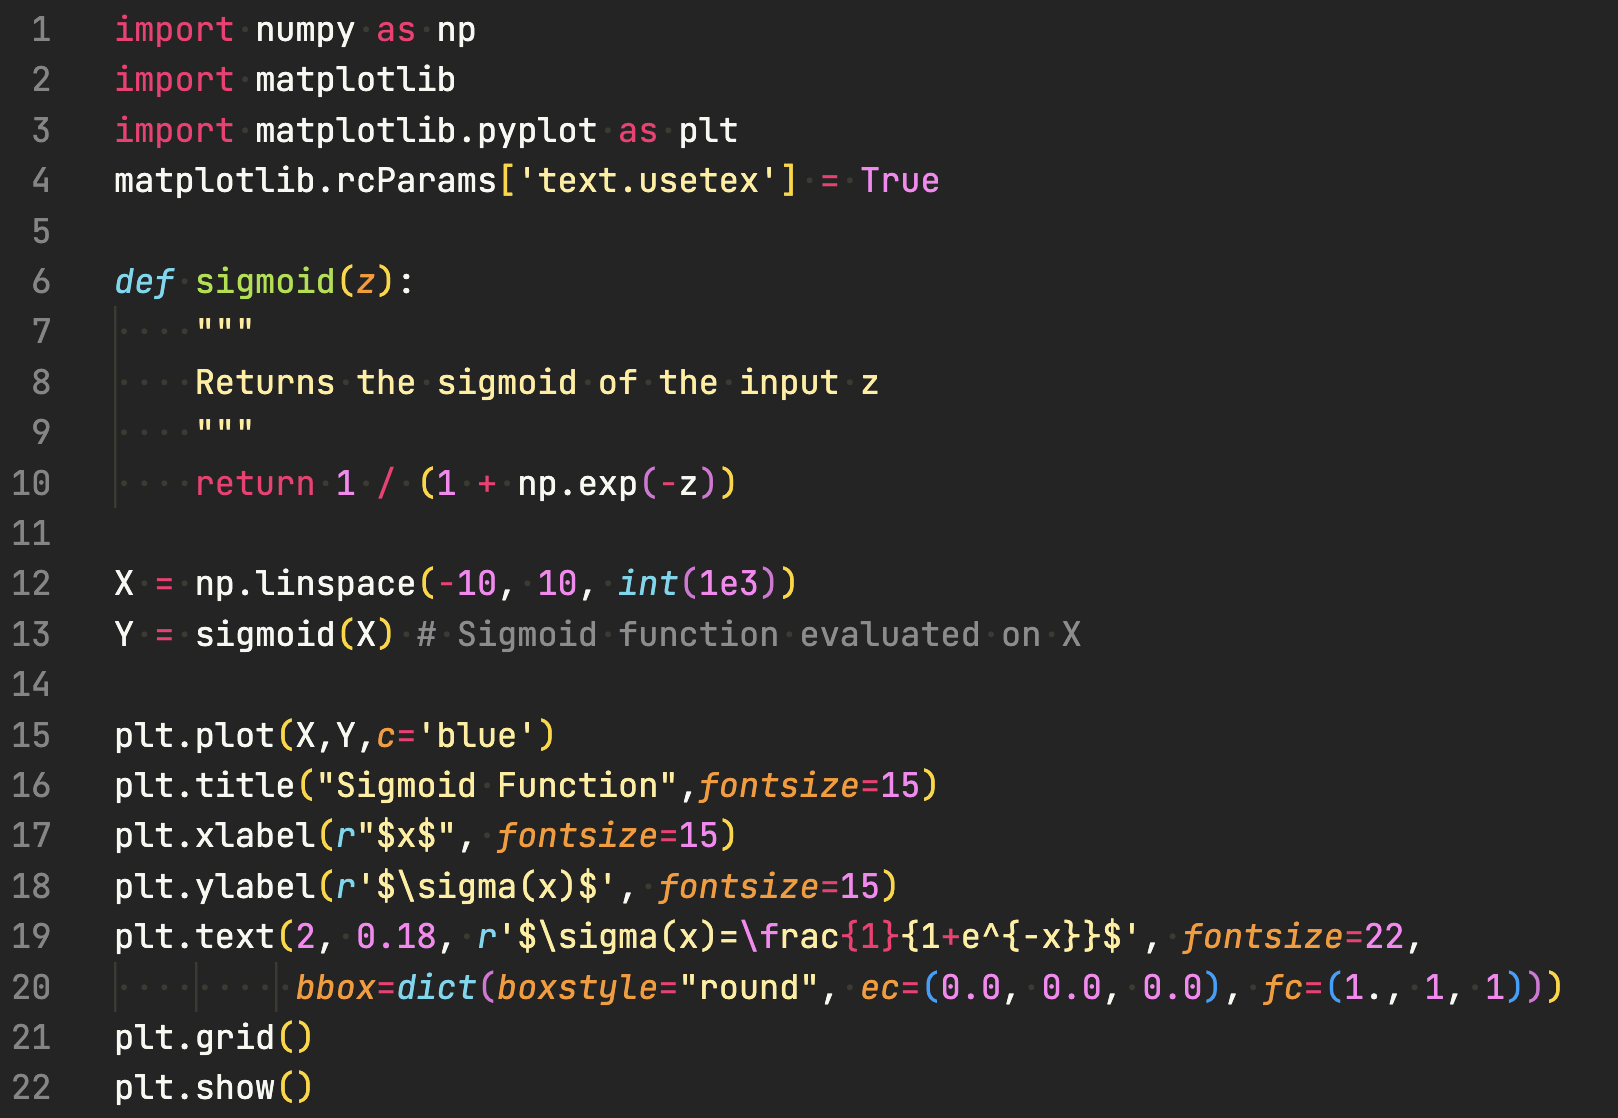 1 import numpy as np
2 import matplotlib
3 import matplotlib.pyplot as plt
4 matplotlib.rcParams['text.usetex'] = True
5
6 def sigmoid(z):
7     """
8     Returns the sigmoid of the input z
9     """
10     return 1 / (1 + np.exp(-z))
11
12 X = np.linspace(-10, 10, int(1e3))
13 Y = sigmoid(X) # Sigmoid function evaluated on X
14
15 plt.plot(X,Y,c='blue')
16 plt.title("Sigmoid Function",fontsize=15)
17 plt.xlabel(r"$x$", fontsize=15)
18 plt.ylabel(r'$\sigma(x)$', fontsize=15)
19 plt.text(2, 0.18, r'$\sigma(x)=\frac{1}{1+e^{-x}}$', fontsize=22,
20          bbox=dict(boxstyle="round", ec=(0.0, 0.0, 0.0), fc=(1., 1, 1)))
21 plt.grid()
22 plt.show()